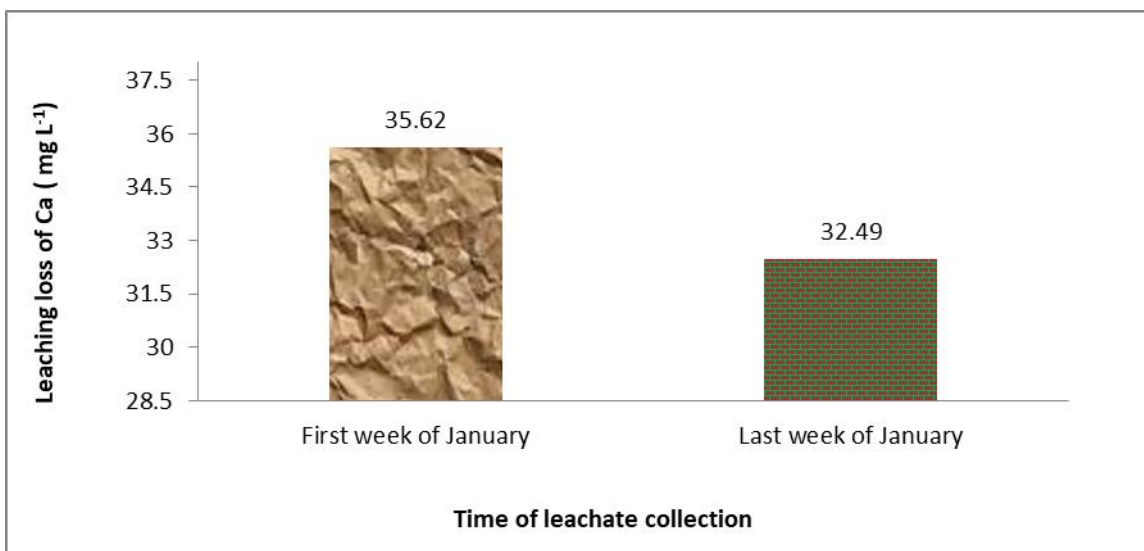 Leaching loss of Ca ( mg L-1)
37.5
36
34.5
33
31.5
30
28.5
35.62
32.49
First week of January
Last week of January
Time of leachate collection